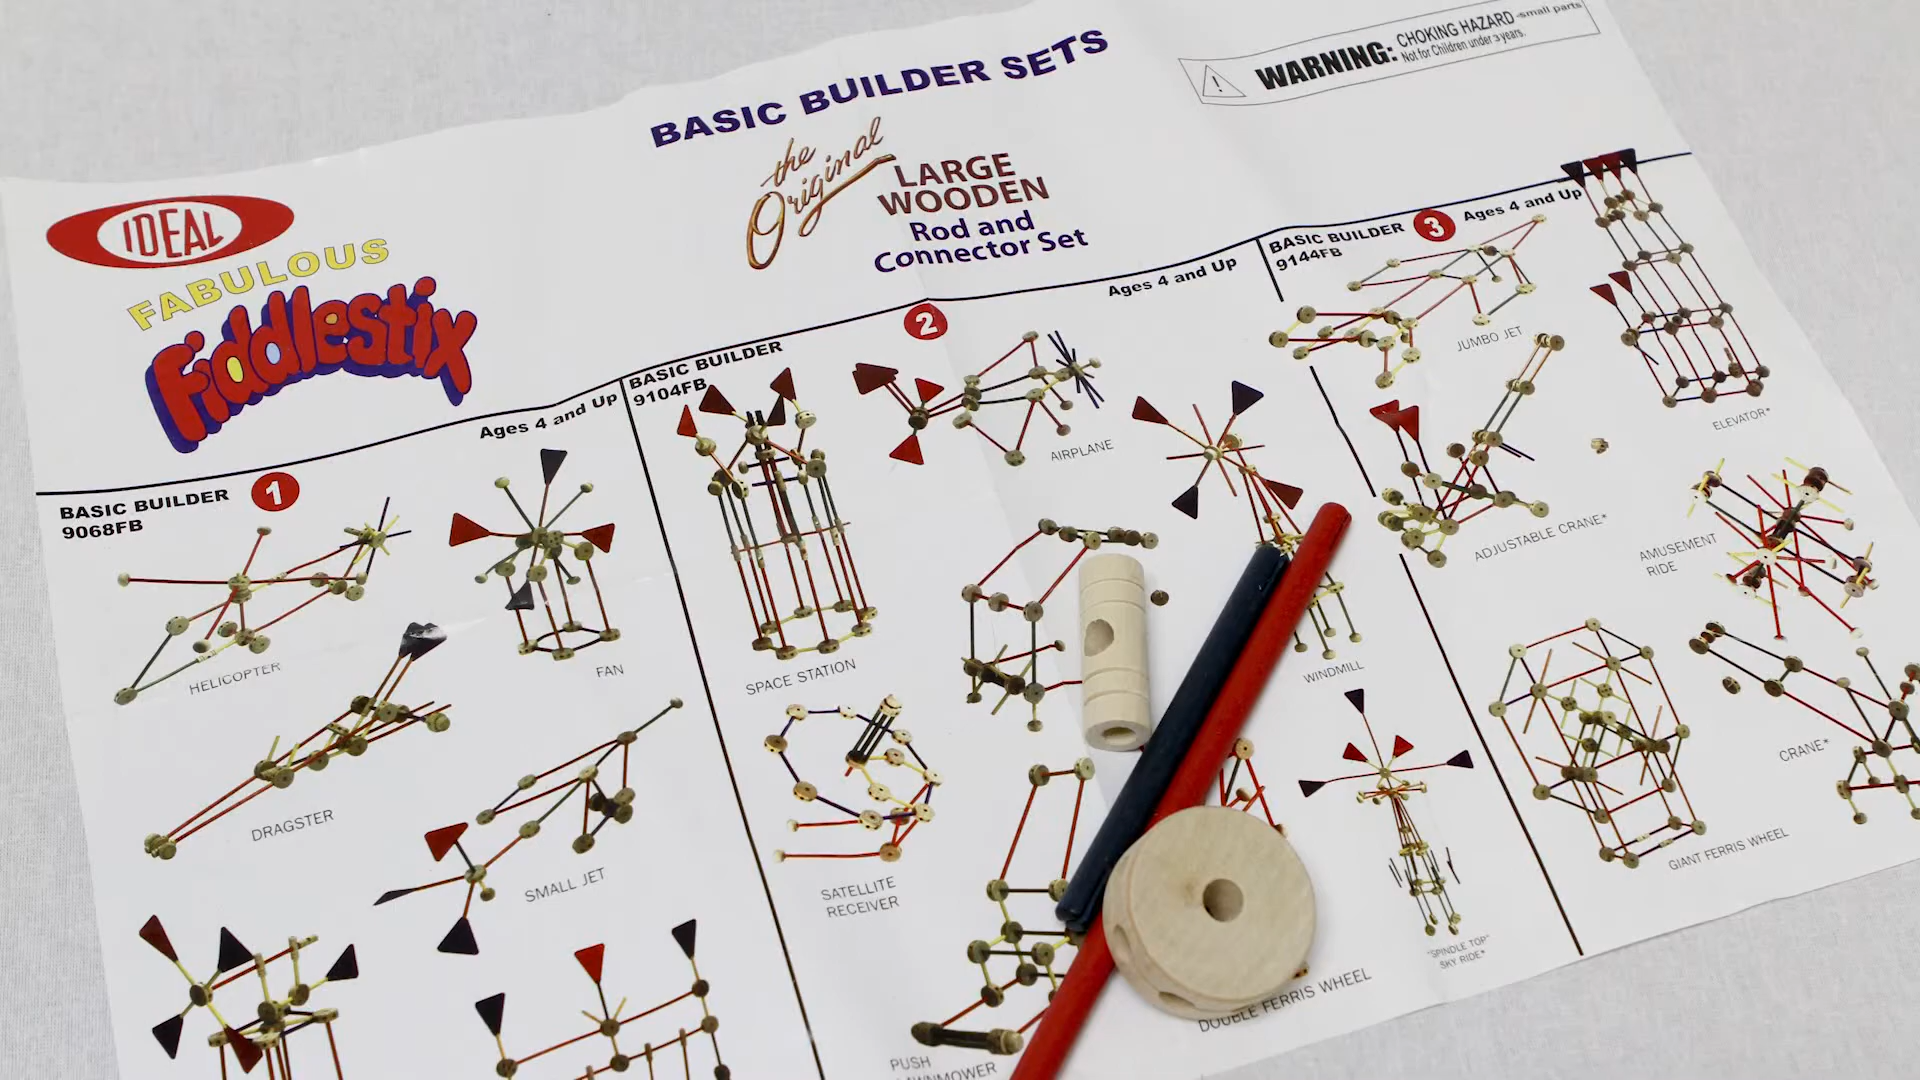 BASIC BUILDER SETS
the
Original
LARGE
WOODEN
Rod and
Connector Set
WARNING:
CHOKING HAZARD -small parts
Not for Children under 3 years.
IDEAL
FABULOUS
Fiddlestix
Ages 4 and Up
BASIC BUILDER
9068FB
1
HELICOPTER
FAN
DRAGSTER
SMALL JET
BASIC BUILDER
9104FB
2
Ages 4 and Up
SPACE STATION
AIRPLANE
WINDMILL
SATELLITE
RECEIVER
PUSH
DOUBLE FERRIS WHEEL
"SPINDLE TOP"
SKY RIDE*
BASIC BUILDER
9144FB
3
Ages 4 and Up
JUMBO JET
ELEVATOR*
ADJUSTABLE CRANE*
AMUSEMENT
RIDE
CRANE*
GIANT FERRIS WHEEL